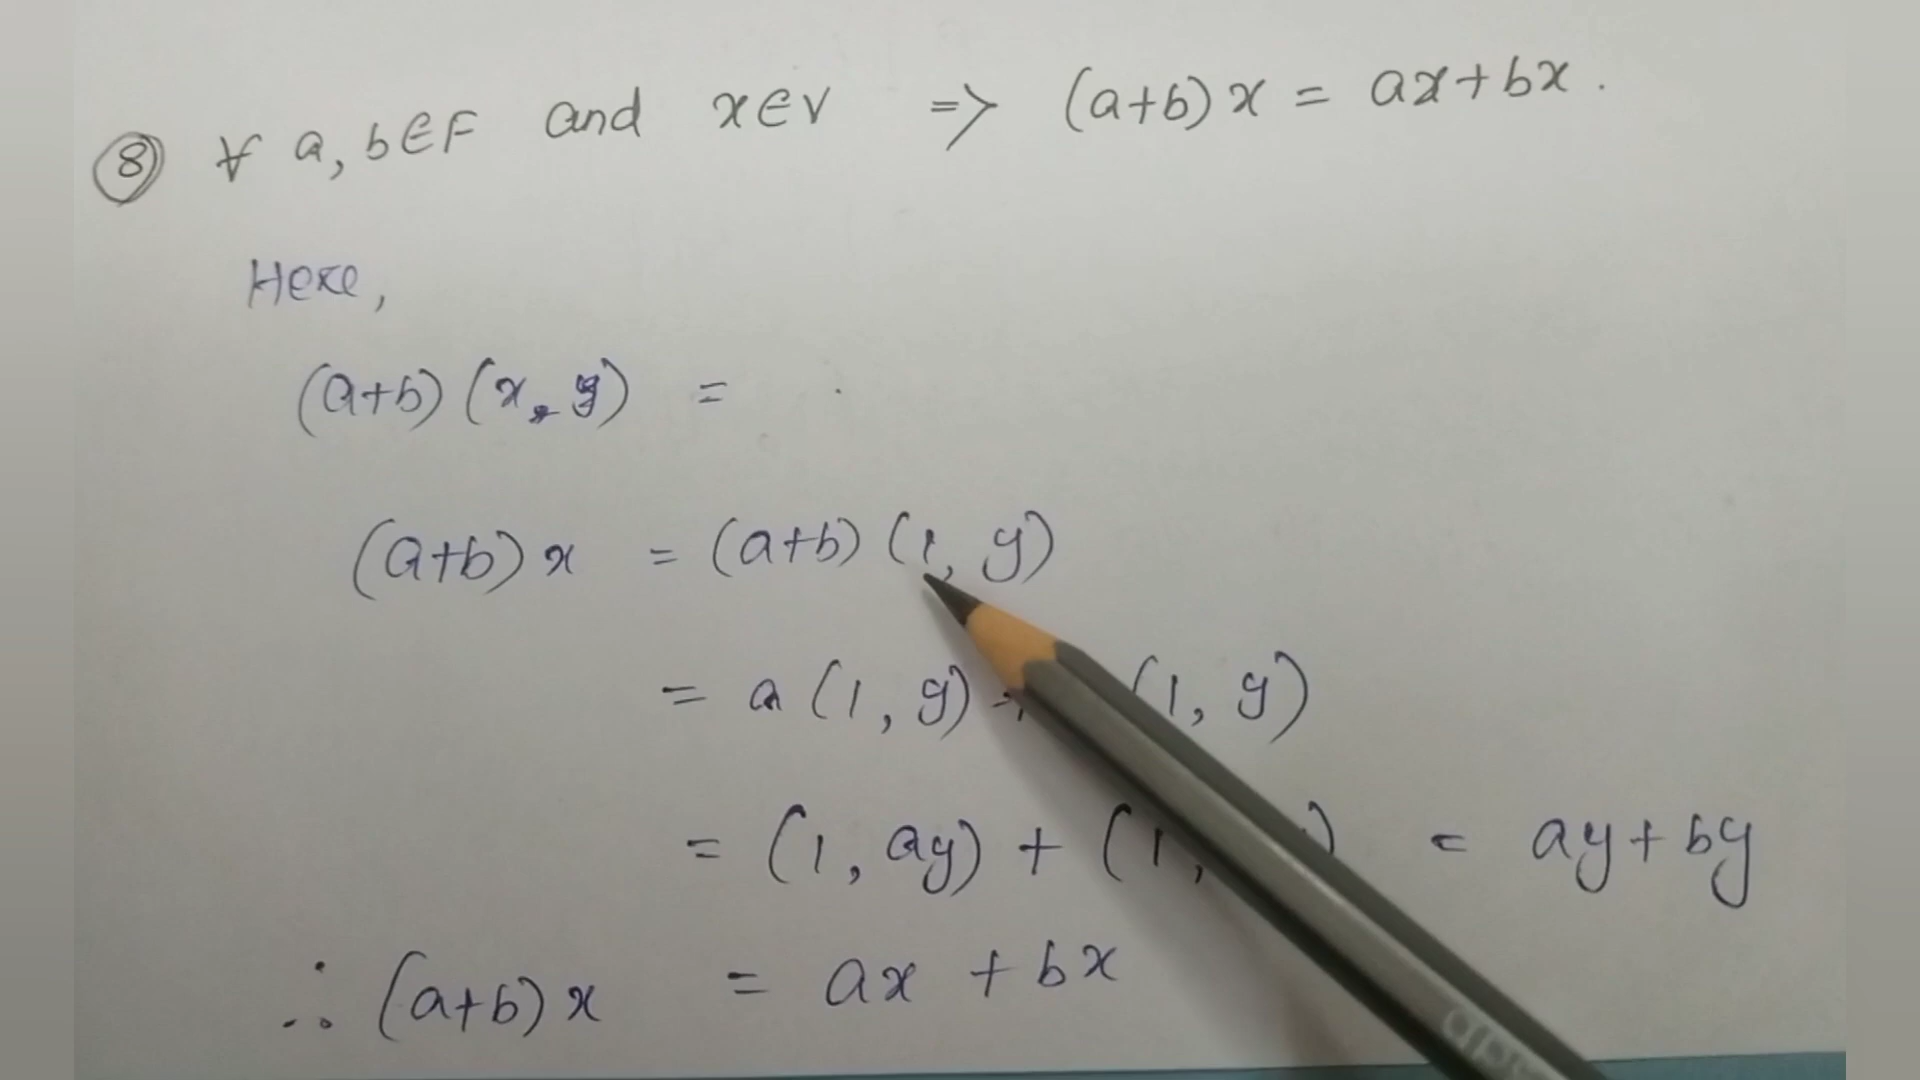 ⑧ ∀ a, b∈F and x∈V => (a+b)x = ax+bx.
Here,
(a+b)(x, y) =
(a+b)x = (a+b)(1, y)
= a(1, y) + (1, y)
= (1, ay) + (1, ) = ay+by
∴ (a+b)x = ax + bx